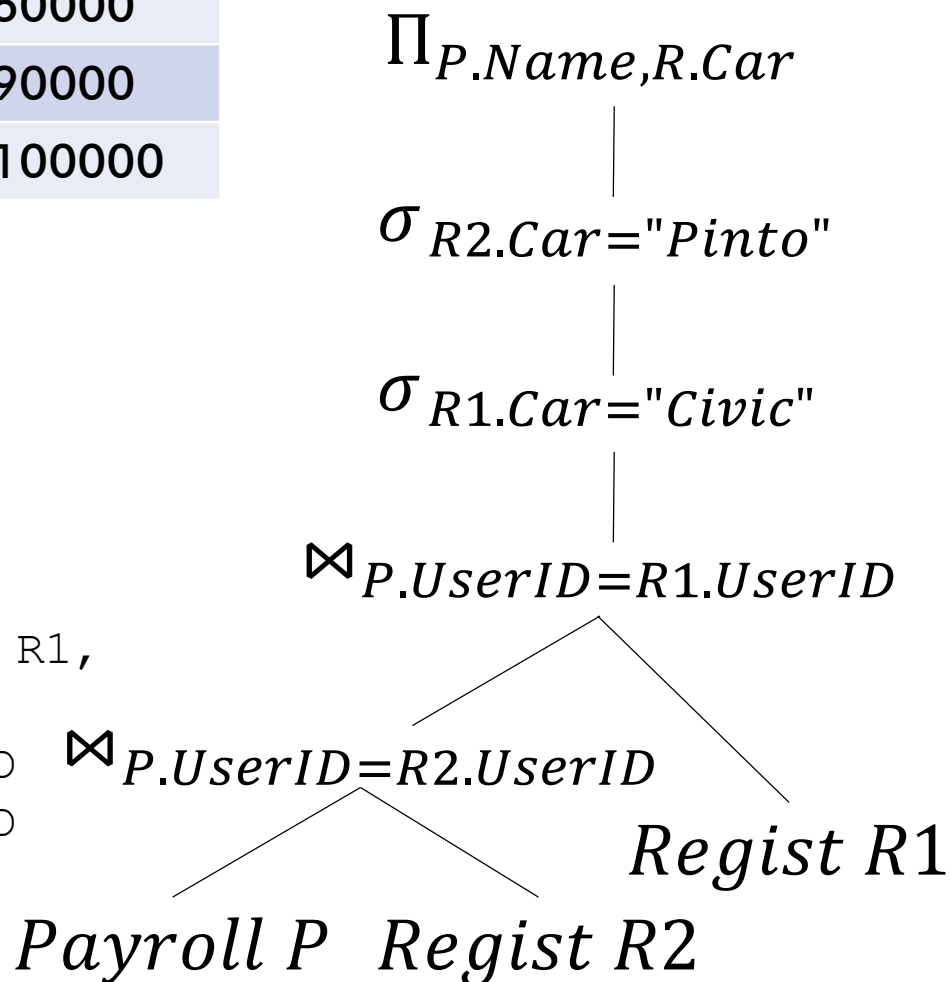 90000
100000
∏ P.Name,R.Car
σ R2.Car="Pinto"
σ R1.Car="Civic"
⋈ P.UserID=R1.UserID
R1,
⋈ P.UserID=R2.UserID
Regist R1
Payroll P Regist R2